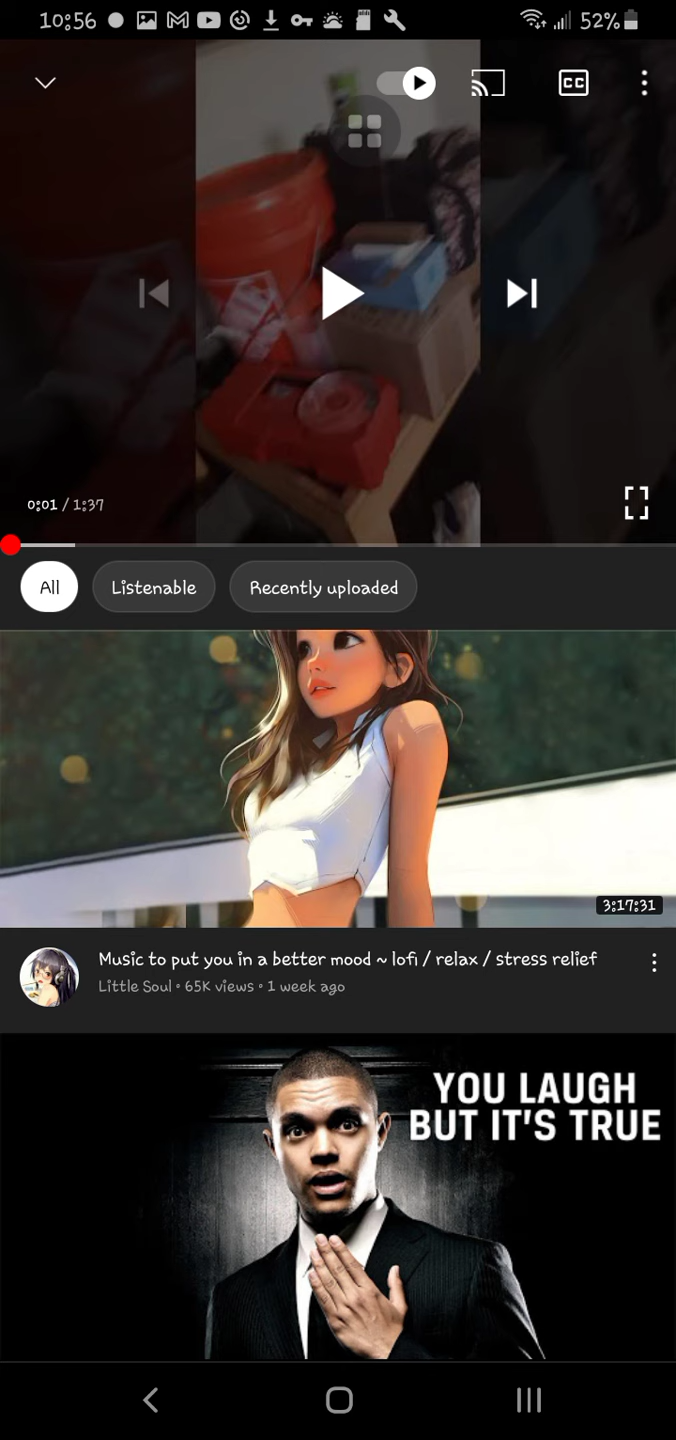 10:56
52%
CC
0:01 / 1:37
All
Listenable
Recently uploaded
3:17:31
Music to put you in a better mood ~ lofi / relax / stress relief
Little Soul • 65K views • 1 week ago
YOU LAUGH
BUT IT'S TRUE